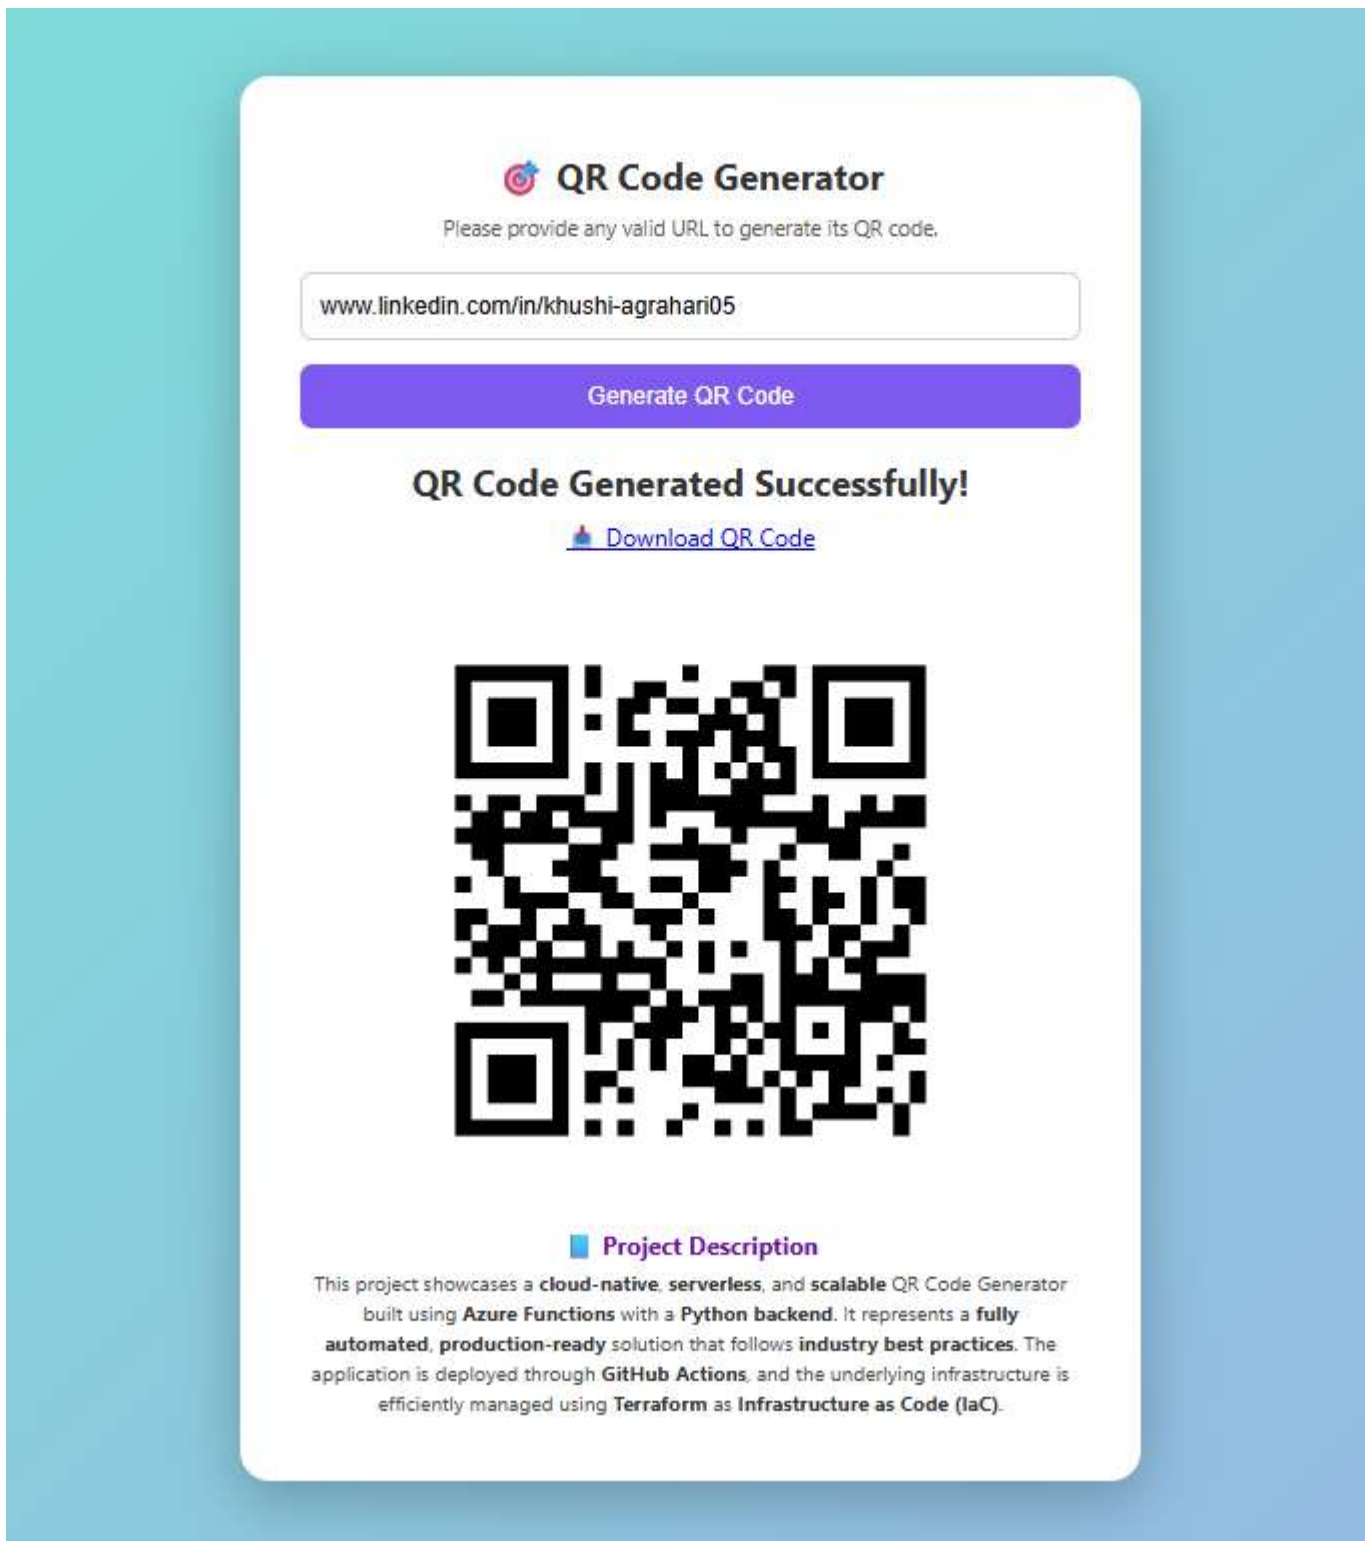 QR Code Generator
Please provide any valid URL to generate its QR code.
www.linkedin.com/in/khushi-agrahari05
Generate QR Code
QR Code Generated Successfully!
Download QR Code
Project Description
This project showcases a cloud-native, serverless, and scalable QR Code Generator
built using Azure Functions with a Python backend. It represents a fully
automated, production-ready solution that follows industry best practices. The
application is deployed through GitHub Actions, and the underlying infrastructure is
efficiently managed using Terraform as Infrastructure as Code (IaC).